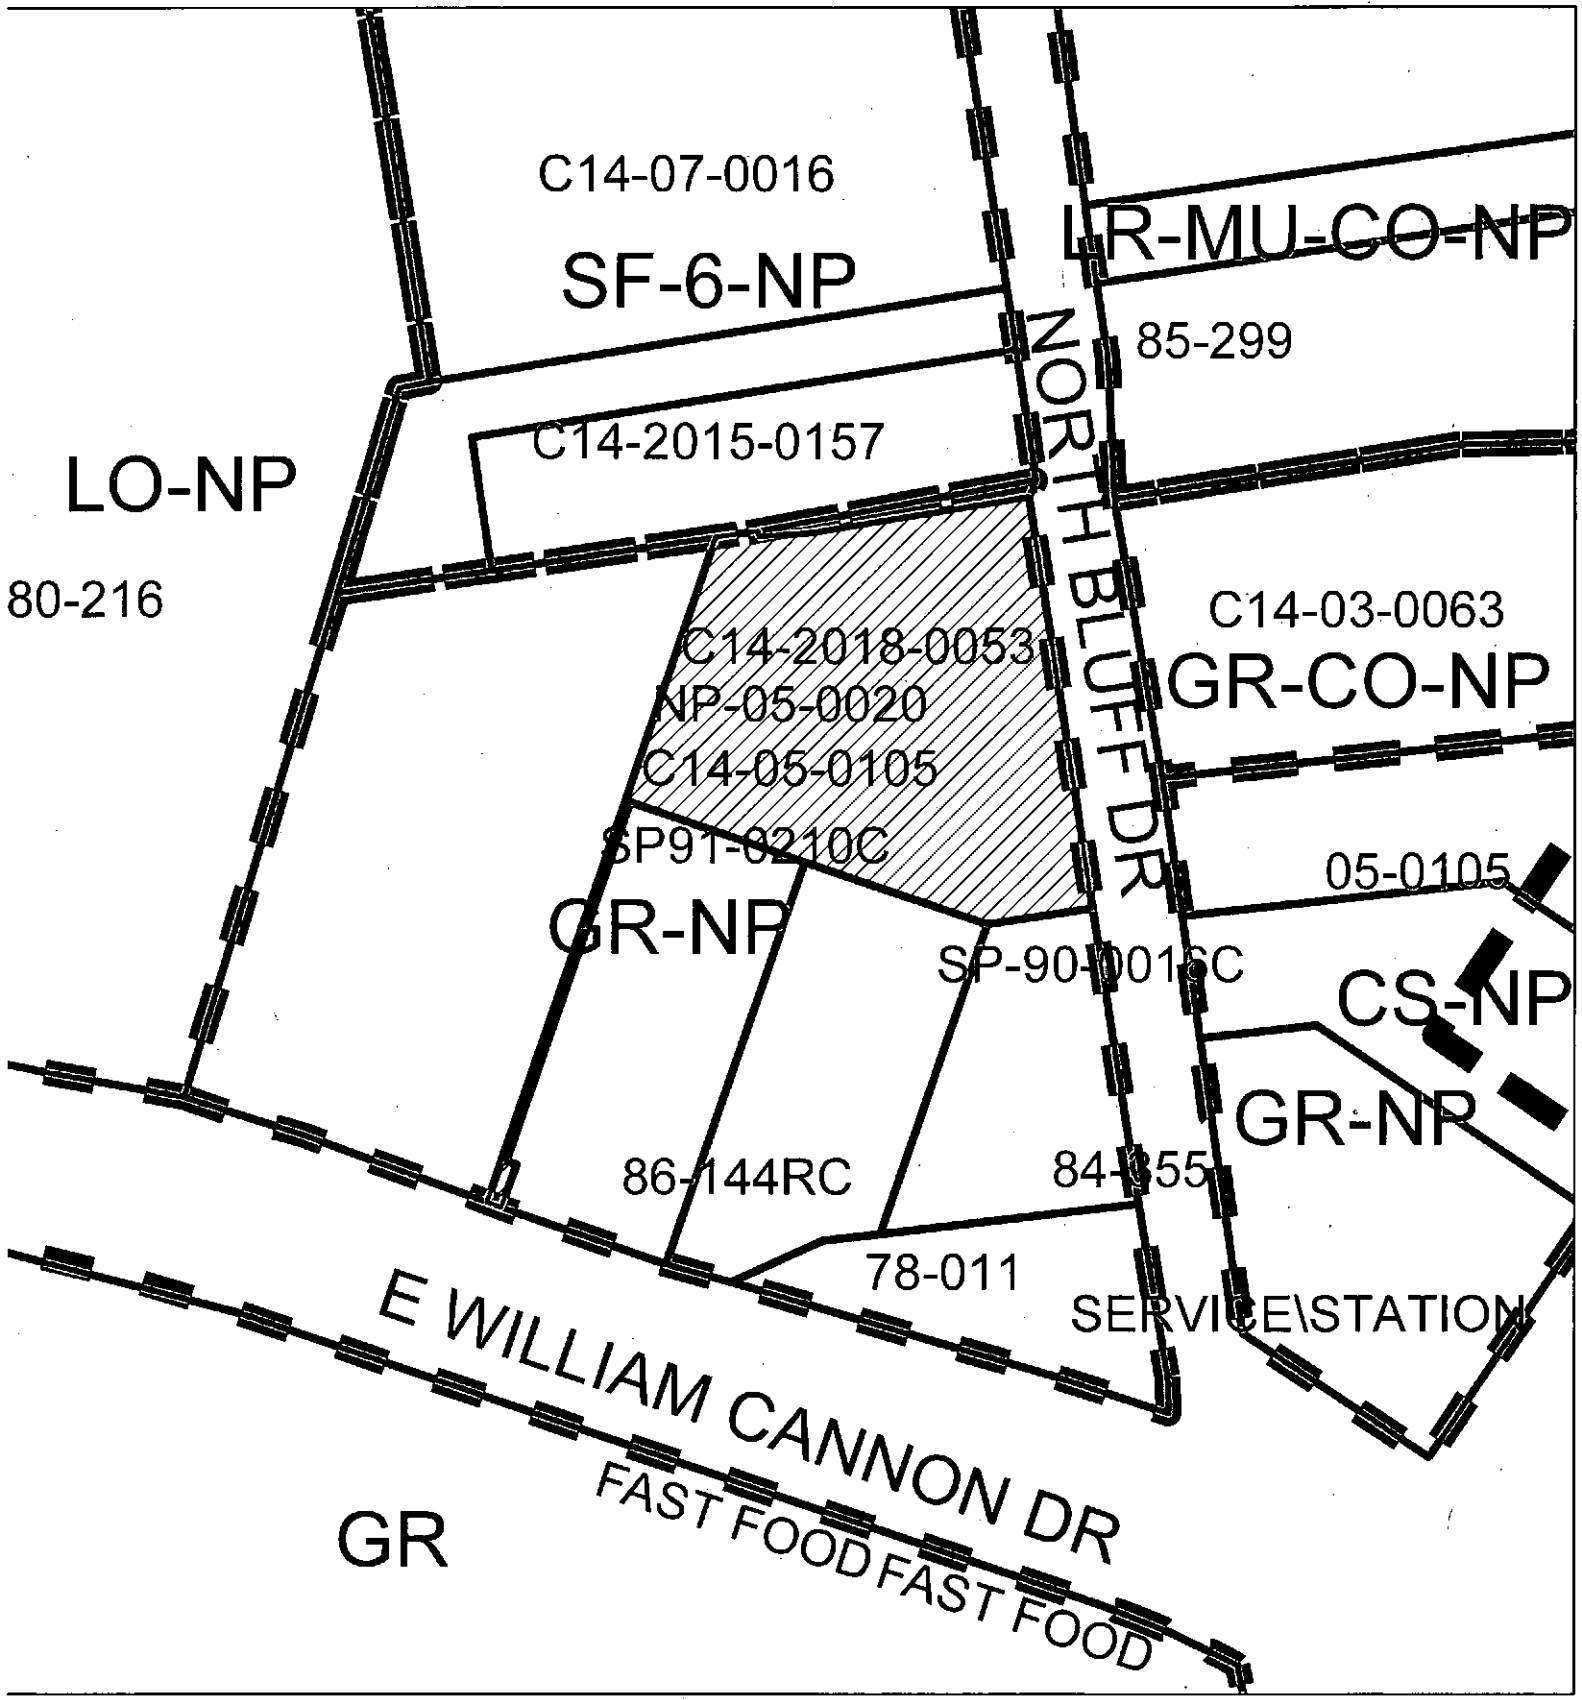 C14-07-0016
SF-6-NP
LR-MU-CO-NP
85-299
C14-2015-0157
LO-NP
80-216
NORTH BLUFF DR
C14-03-0063
GR-CO-NP
C14-2018-0053
NP-05-0020
C14-05-0105
SP91-0210C
GR-NP
05-0105
SP-90-0016C
CS-NP
GR-NP
86-144RC
84-355
78-011
SERVICE\STATION
E WILLIAM CANNON DR
FAST FOOD
FAST FOOD
GR